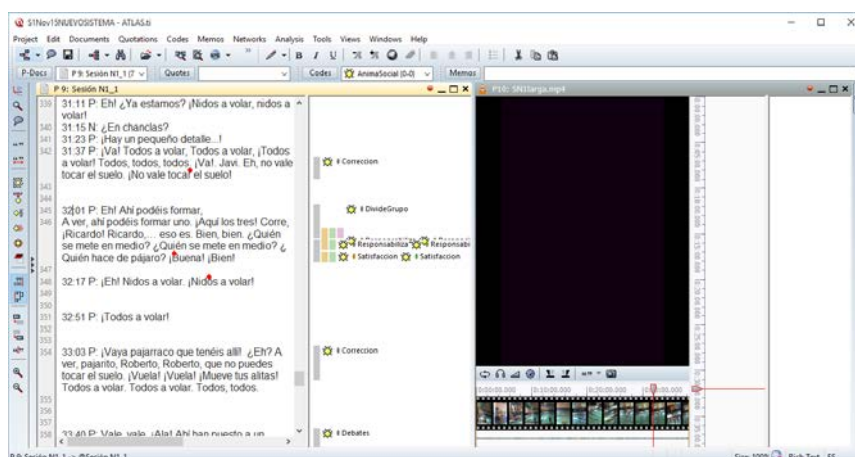 S1Nov15NUEVOSISTEMA - ATLAS.ti
Project Edit Documents Quotations Codes Memos Networks Analysis Tools Views Windows Help
P-Docs P 9: Sesión N1_1 (7 Quotes Codes AnimaSocial {0-0} Memos
P 9: Sesión N1_1
P10: SN1larga.mp4
339 31:11 P: Eh! ¿Ya estamos? ¡Nidos a volar, nidos a
volar!
340 31:15 N: ¿En chanclas?
341 31:23 P: ¡Hay un pequeño detalle...!
342 31:37 P: ¡Va! Todos a volar, Todos a volar, ¡Todos
a volar! Todos, todos, todos. ¡Va!. Javi. Eh, no vale
tocar el suelo. ¡No vale tocar el suelo!
Correccion
343
344
345 32:01 P: Eh! Ahí podéis formar,
DivideGrupo
346 A ver, ahí podéis formar uno. ¡Aquí los tres! Corre,
¡Ricardo! Ricardo,... eso es. Bien, bien. ¿Quién
se mete en medio? ¿Quién se mete en medio? ¿
Quién hace de pájaro? ¡Buena! ¡Bien!
Responsabiliza Responsabi
Satisfaccion Satisfaccion
347
348 32:17 P: ¡Eh! Nidos a volar. ¡Nidos a volar!
349
350
351 32:51 P: ¡Todos a volar!
352
353
354 33:03 P: ¡Vaya pajarraco que tenéis allí! ¿Eh? A
ver, pajarito, Roberto, Roberto, que no puedes
tocar el suelo. ¡Vuela! ¡Vuela! ¡Mueve tus alitas!
Todos a volar. Todos a volar. Todos, todos.
Correccion
355
356
357
358 33:40 P: Vale, vale. ¡Ala! Ahí han puesto a un
Debates
0:00:00.000 0:10:00.000 0:20:00.000
P 9: Sesión N1_1 -> @Sesión N1_1
Size: 100% Rich Text